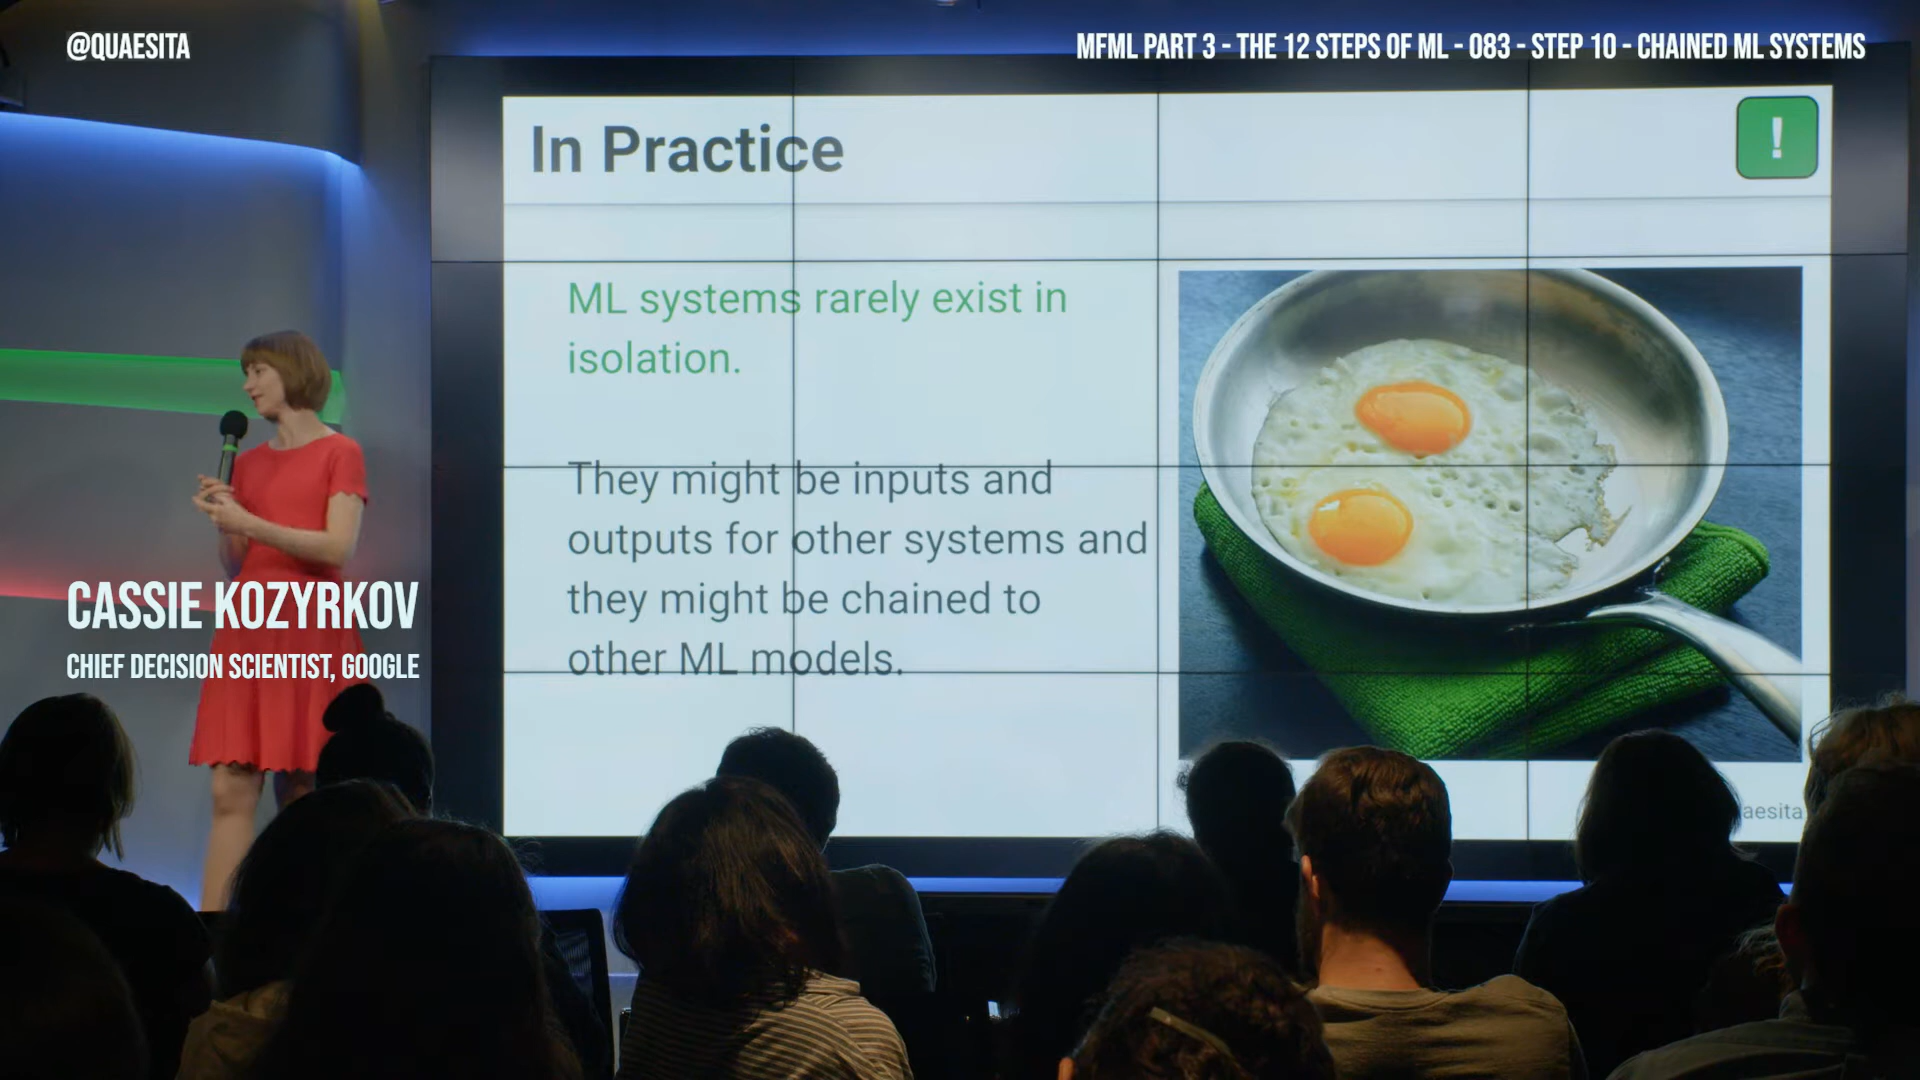 @QUAESITA
MFML PART 3 - THE 12 STEPS OF ML - 083 - STEP 10 - CHAINED ML SYSTEMS
In Practice
!
ML systems rarely exist in
isolation.
They might be inputs and
outputs for other systems and
they might be chained to
other ML models.
CASSIE KOZYRKOV
CHIEF DECISION SCIENTIST, GOOGLE
aesita